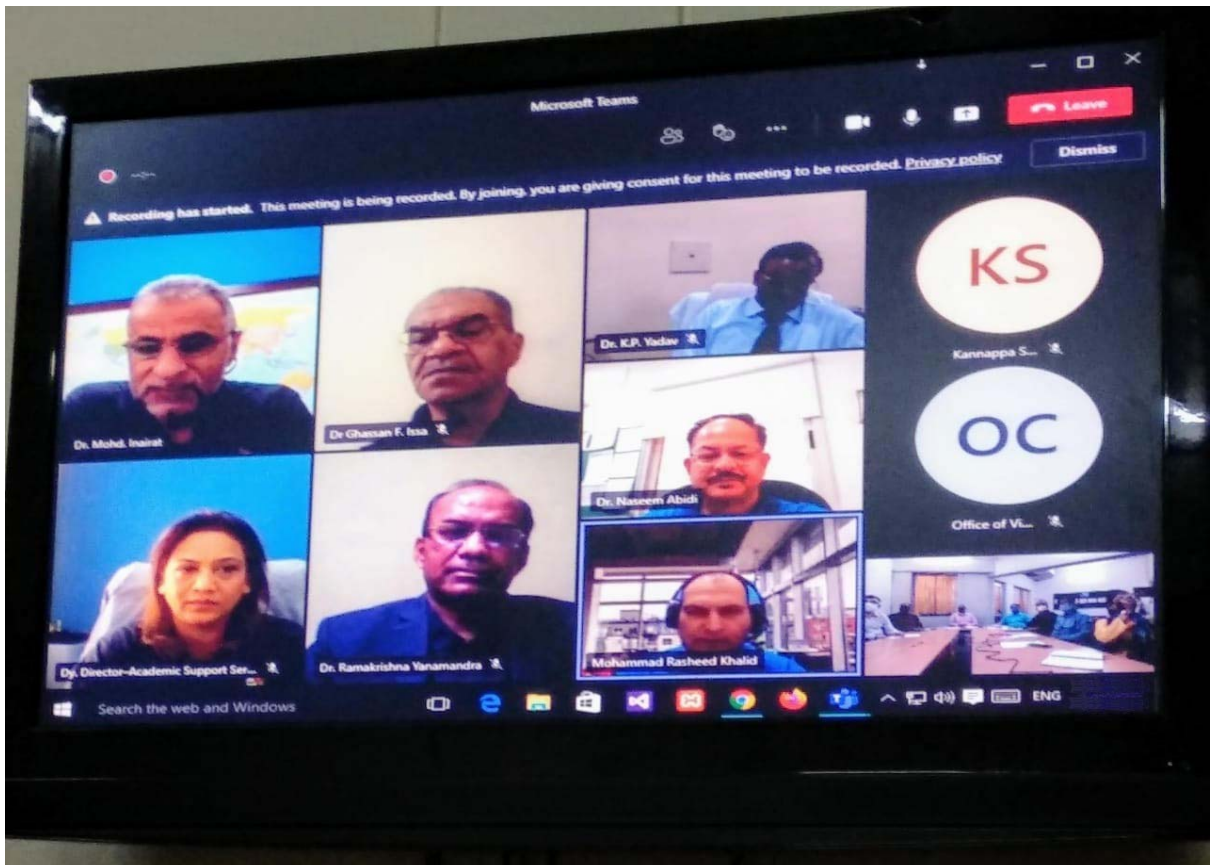 Microsoft Teams
Leave
Recording has started. This meeting is being recorded. By joining, you are giving consent for this meeting to be recorded. Privacy policy
Dismiss
Dr. Mohd. Inairat
Dr Ghassan F. Issa
Dr. K.P. Yadav
KS
Kannappa S...
Dr. Naseem Abidi
OC
Office of Vi...
Dy. Director–Academic Support Ser...
Dr. Ramakrishna Yanamandra
Mohammad Rasheed Khalid
Search the web and Windows
ENG